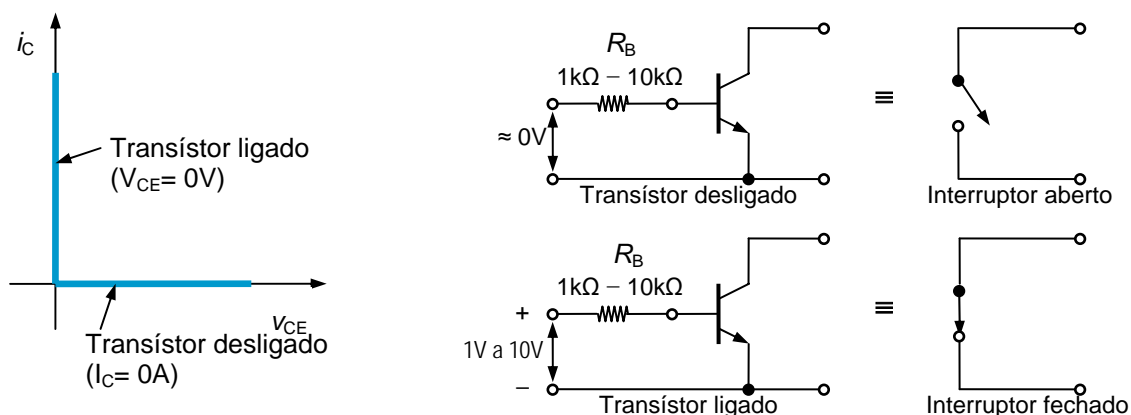 iC
Transístor ligado
(VCE= 0V)
vCE
Transístor desligado
(IC= 0A)
RB
1kΩ – 10kΩ
≈ 0V
Transístor desligado
≡
Interruptor aberto
RB
1kΩ – 10kΩ
+
1V a 10V
–
Transístor ligado
≡
Interruptor fechado